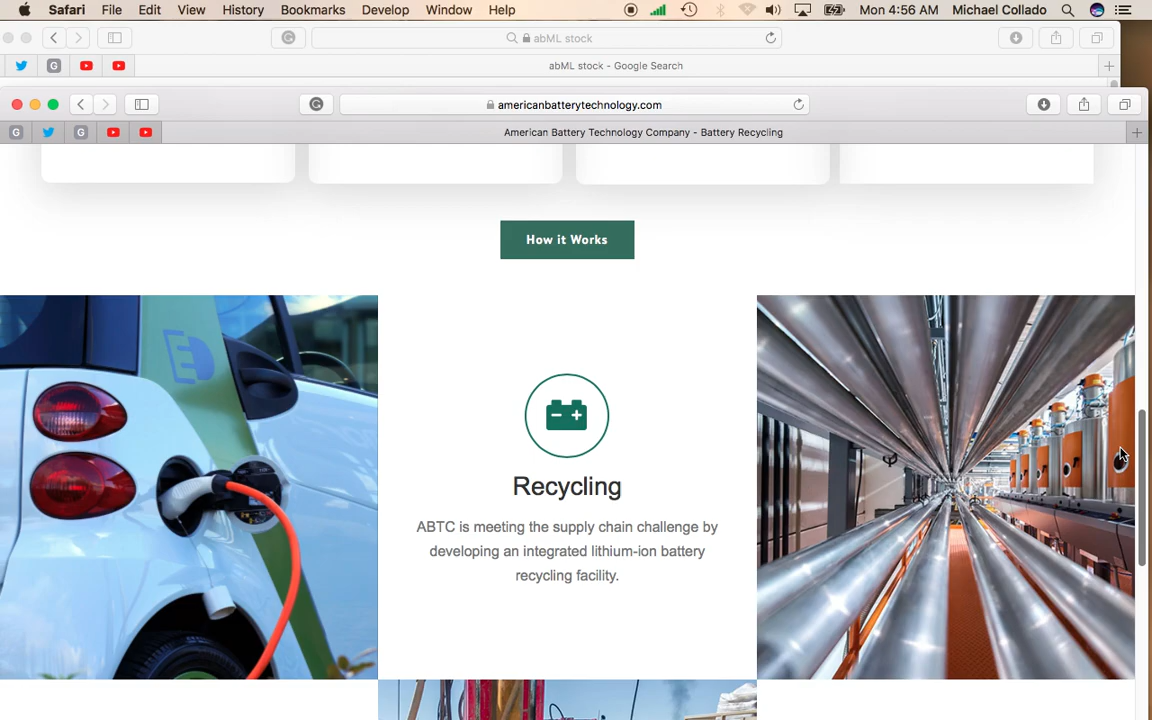 Safari File Edit View History Bookmarks Develop Window Help Mon 4:56 AM Michael Collado
abML stock
G
abML stock - Google Search
americanbatterytechnology.com
G G
American Battery Technology Company - Battery Recycling
How it Works
Recycling
ABTC is meeting the supply chain challenge by
developing an integrated lithium-ion battery
recycling facility.